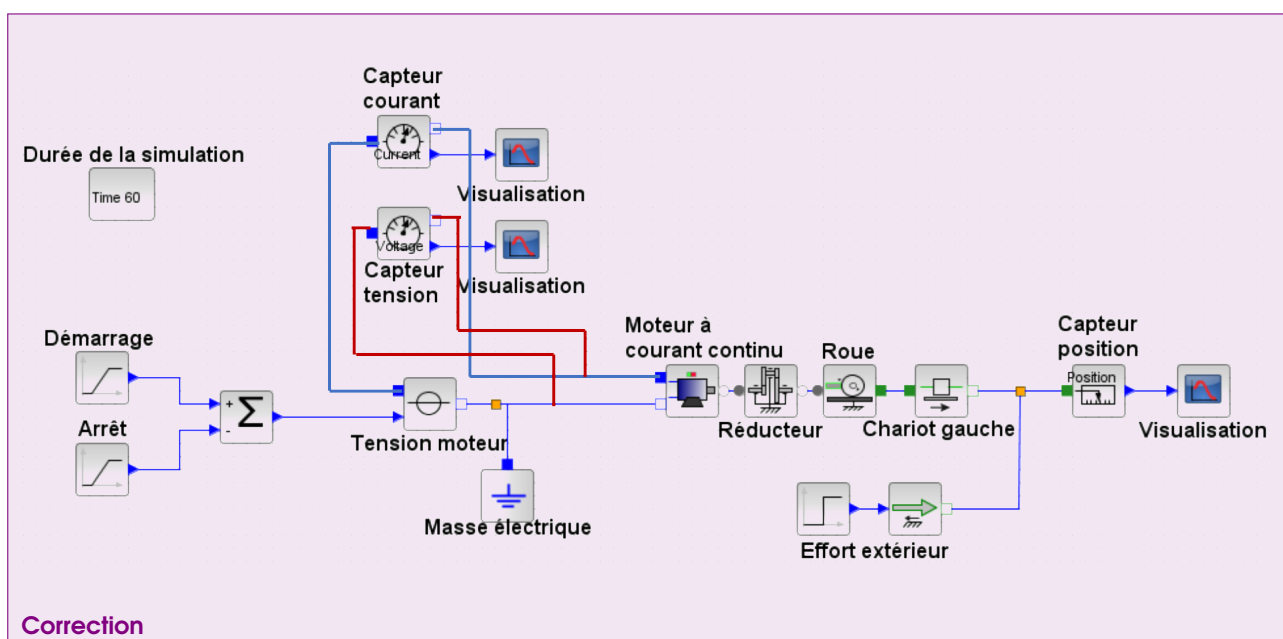 Capteur
courant
Current
Visualisation
Durée de la simulation
Time 60
Voltage
Capteur
tension
Visualisation
Démarrage
Arrêt
+
Σ
-
Tension moteur
Masse électrique
Moteur à
courant continu
Réducteur
Roue
Chariot gauche
Capteur
position
Position
Visualisation
Effort extérieur
Correction